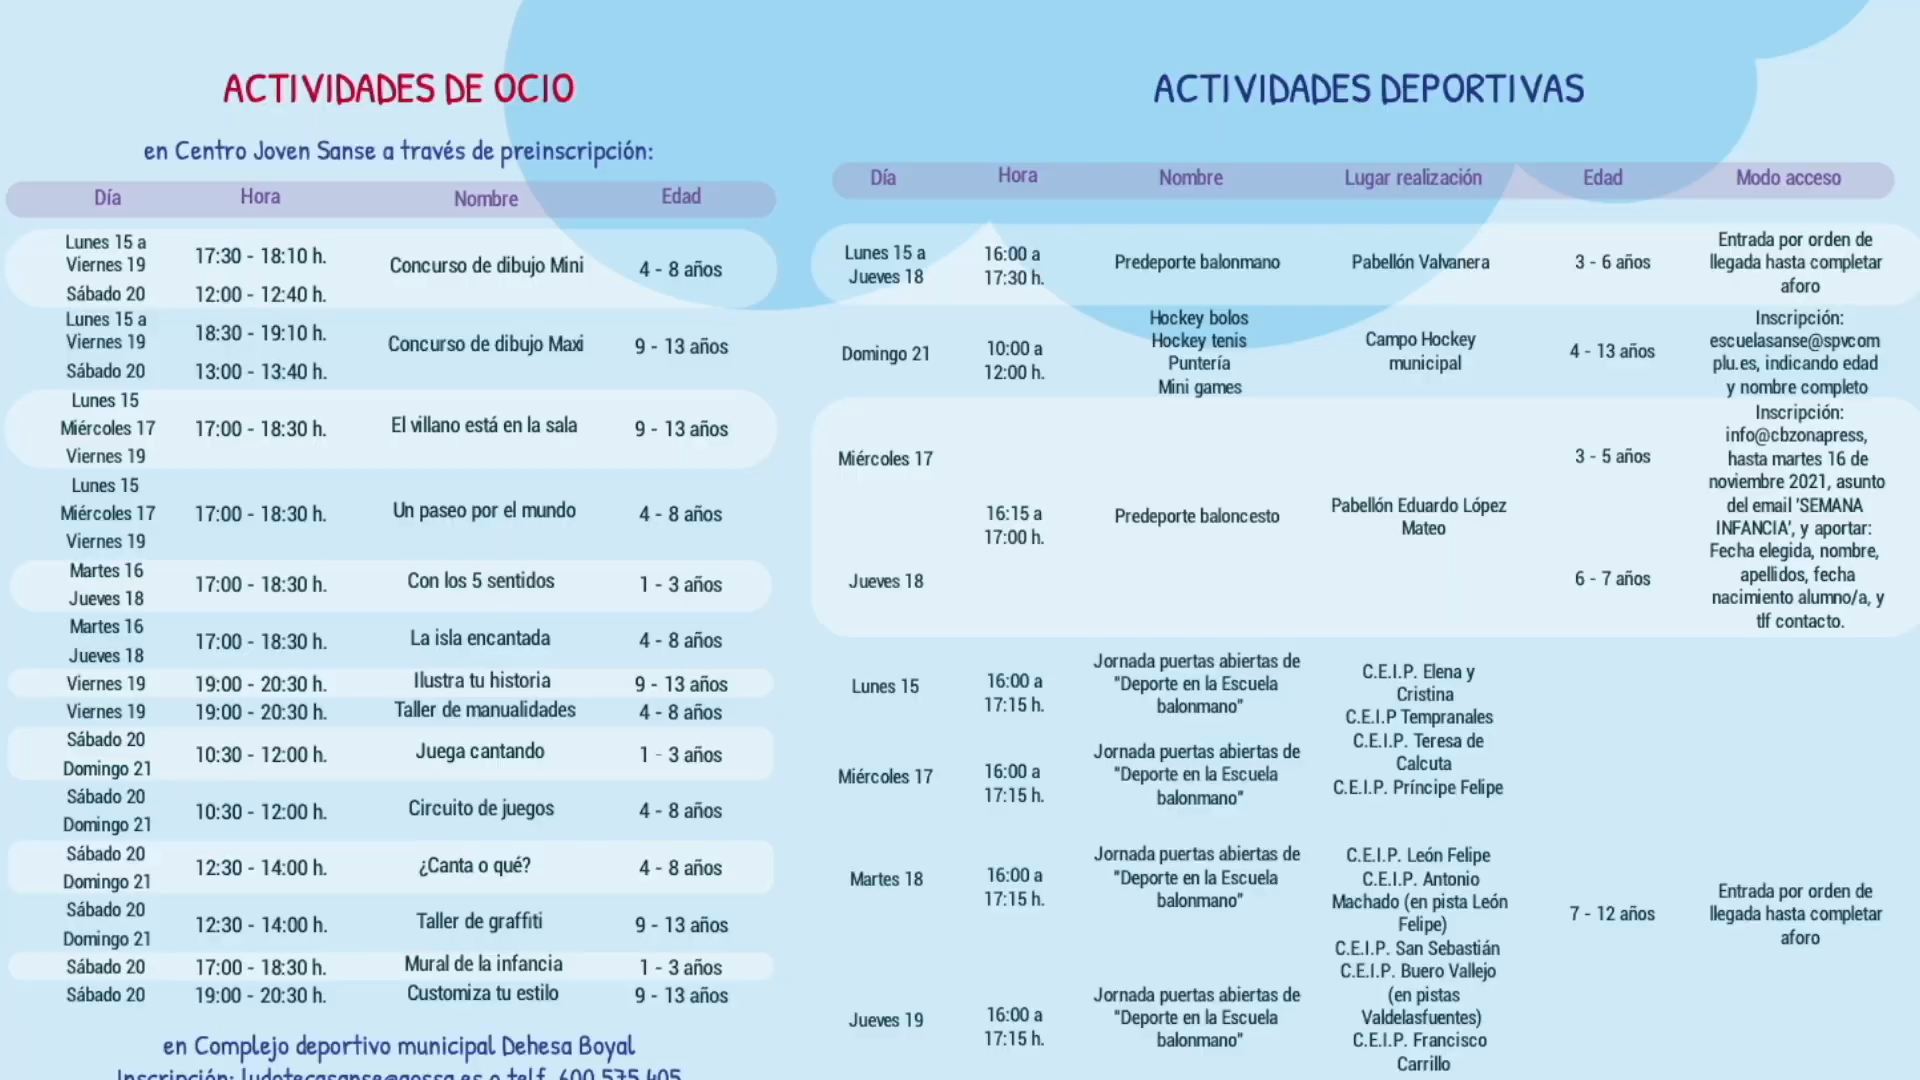 ACTIVIDADES DE OCIO
en Centro Joven Sanse a través de preinscripción:
Día Hora Nombre Edad
Lunes 15 a
Viernes 19
Sábado 20
17:30 - 18:10 h.
12:00 - 12:40 h.
Concurso de dibujo Mini
4 - 8 años
Lunes 15 a
Viernes 19
Sábado 20
18:30 - 19:10 h.
13:00 - 13:40 h.
Concurso de dibujo Maxi
9 - 13 años
Lunes 15
Miércoles 17
Viernes 19
17:00 - 18:30 h.
El villano está en la sala
9 - 13 años
Lunes 15
Miércoles 17
Viernes 19
17:00 - 18:30 h.
Un paseo por el mundo
4 - 8 años
Martes 16
Jueves 18
17:00 - 18:30 h.
Con los 5 sentidos
1 - 3 años
Martes 16
Jueves 18
17:00 - 18:30 h.
La isla encantada
4 - 8 años
Viernes 19 19:00 - 20:30 h. Ilustra tu historia 9 - 13 años
Viernes 19 19:00 - 20:30 h. Taller de manualidades 4 - 8 años
Sábado 20
Domingo 21
10:30 - 12:00 h.
Juega cantando
1 - 3 años
Sábado 20
Domingo 21
10:30 - 12:00 h.
Circuito de juegos
4 - 8 años
Sábado 20
Domingo 21
12:30 - 14:00 h.
¿Canta o qué?
4 - 8 años
Sábado 20
Domingo 21
12:30 - 14:00 h.
Taller de graffiti
9 - 13 años
Sábado 20 17:00 - 18:30 h. Mural de la infancia 1 - 3 años
Sábado 20 19:00 - 20:30 h. Customiza tu estilo 9 - 13 años
en Complejo deportivo municipal Dehesa Boyal
Inscripción: ludotecasanse@gossa.es o telf. 600 575 405
ACTIVIDADES DEPORTIVAS
Día Hora Nombre Lugar realización Edad Modo acceso
Lunes 15 a
Jueves 18
16:00 a
17:30 h.
Predeporte balonmano
Pabellón Valvanera
3 - 6 años
Entrada por orden de
llegada hasta completar
aforo
Domingo 21
10:00 a
12:00 h.
Hockey bolos
Hockey tenis
Puntería
Mini games
Campo Hockey
municipal
4 - 13 años
Inscripción:
escuelasanse@spvcom
plu.es, indicando edad
y nombre completo
Miércoles 17
Jueves 18
16:15 a
17:00 h.
Predeporte baloncesto
Pabellón Eduardo López
Mateo
3 - 5 años
6 - 7 años
Inscripción:
info@cbzonapress,
hasta martes 16 de
noviembre 2021, asunto
del email 'SEMANA
INFANCIA', y aportar:
Fecha elegida, nombre,
apellidos, fecha
nacimiento alumno/a, y
tlf contacto.
Lunes 15
16:00 a
17:15 h.
Jornada puertas abiertas de
"Deporte en la Escuela
balonmano"
C.E.I.P. Elena y
Cristina
C.E.I.P Tempranales
Miércoles 17
16:00 a
17:15 h.
Jornada puertas abiertas de
"Deporte en la Escuela
balonmano"
C.E.I.P. Teresa de
Calcuta
C.E.I.P. Príncipe Felipe
Martes 18
16:00 a
17:15 h.
Jornada puertas abiertas de
"Deporte en la Escuela
balonmano"
C.E.I.P. León Felipe
C.E.I.P. Antonio
Machado (en pista León
Felipe)
C.E.I.P. San Sebastián
Jueves 19
16:00 a
17:15 h.
Jornada puertas abiertas de
"Deporte en la Escuela
balonmano"
C.E.I.P. Buero Vallejo
(en pistas
Valdelasfuentes)
C.E.I.P. Francisco
Carrillo
7 - 12 años
Entrada por orden de
llegada hasta completar
aforo